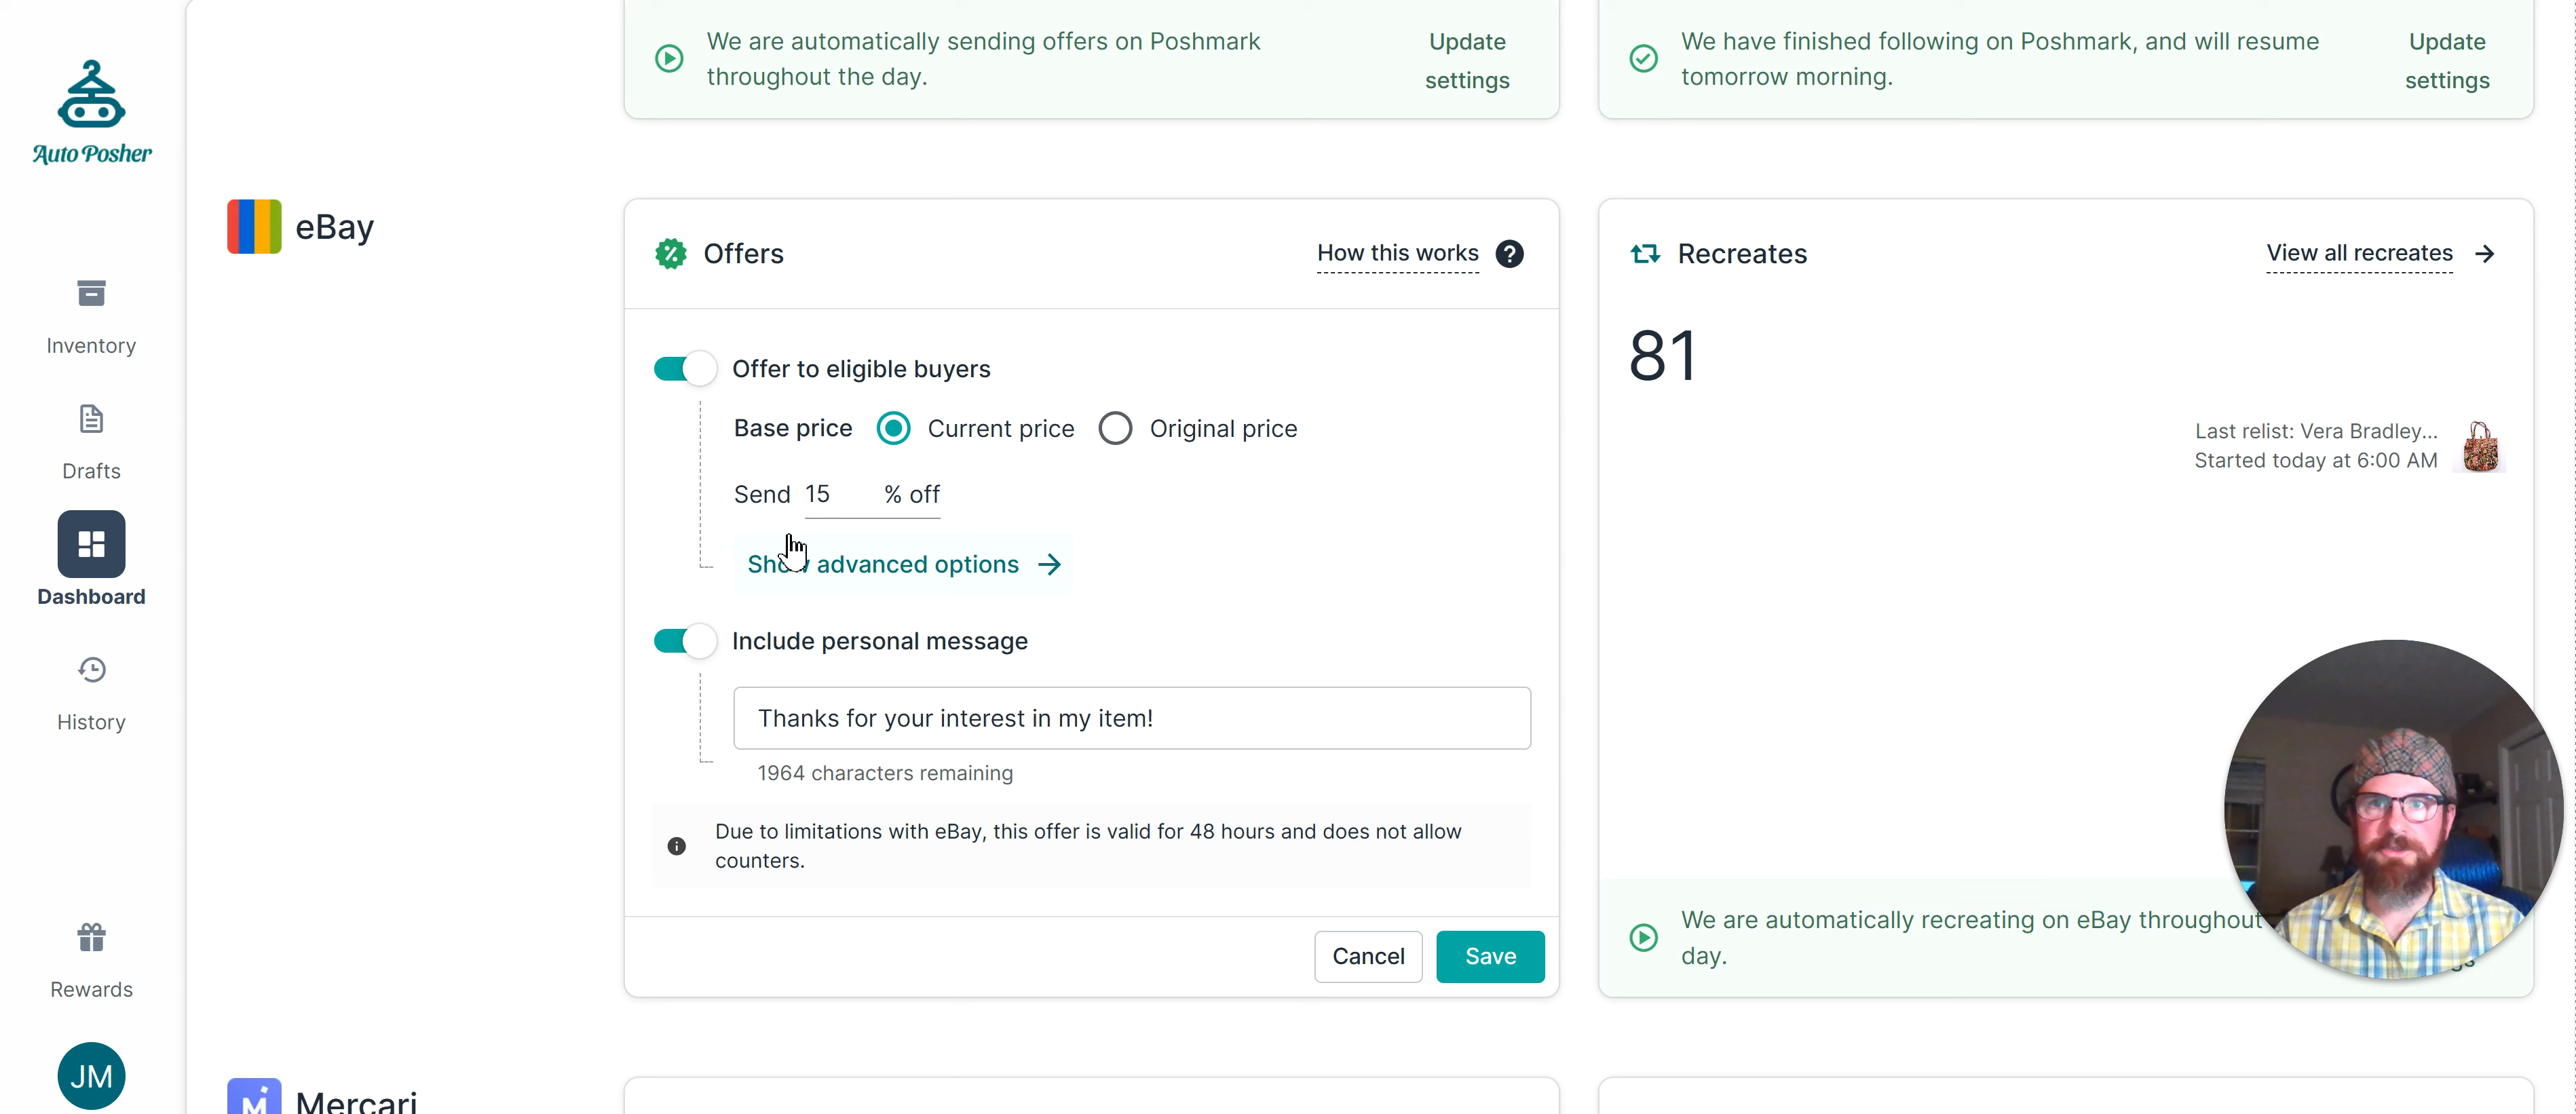 Auto Posher
Inventory
Drafts
Dashboard
History
Rewards
JM
We are automatically sending offers on Poshmark
throughout the day.
Update
settings
We have finished following on Poshmark, and will resume
tomorrow morning.
Update
settings
eBay
Offers
How this works ?
Offer to eligible buyers
Base price Current price Original price
Send 15 % off
Show advanced options
Include personal message
Thanks for your interest in my item!
1964 characters remaining
Due to limitations with eBay, this offer is valid for 48 hours and does not allow
counters.
Cancel Save
Recreates
View all recreates
81
Last relist: Vera Bradley...
Started today at 6:00 AM
We are automatically recreating on eBay throughout
day.
Mercari